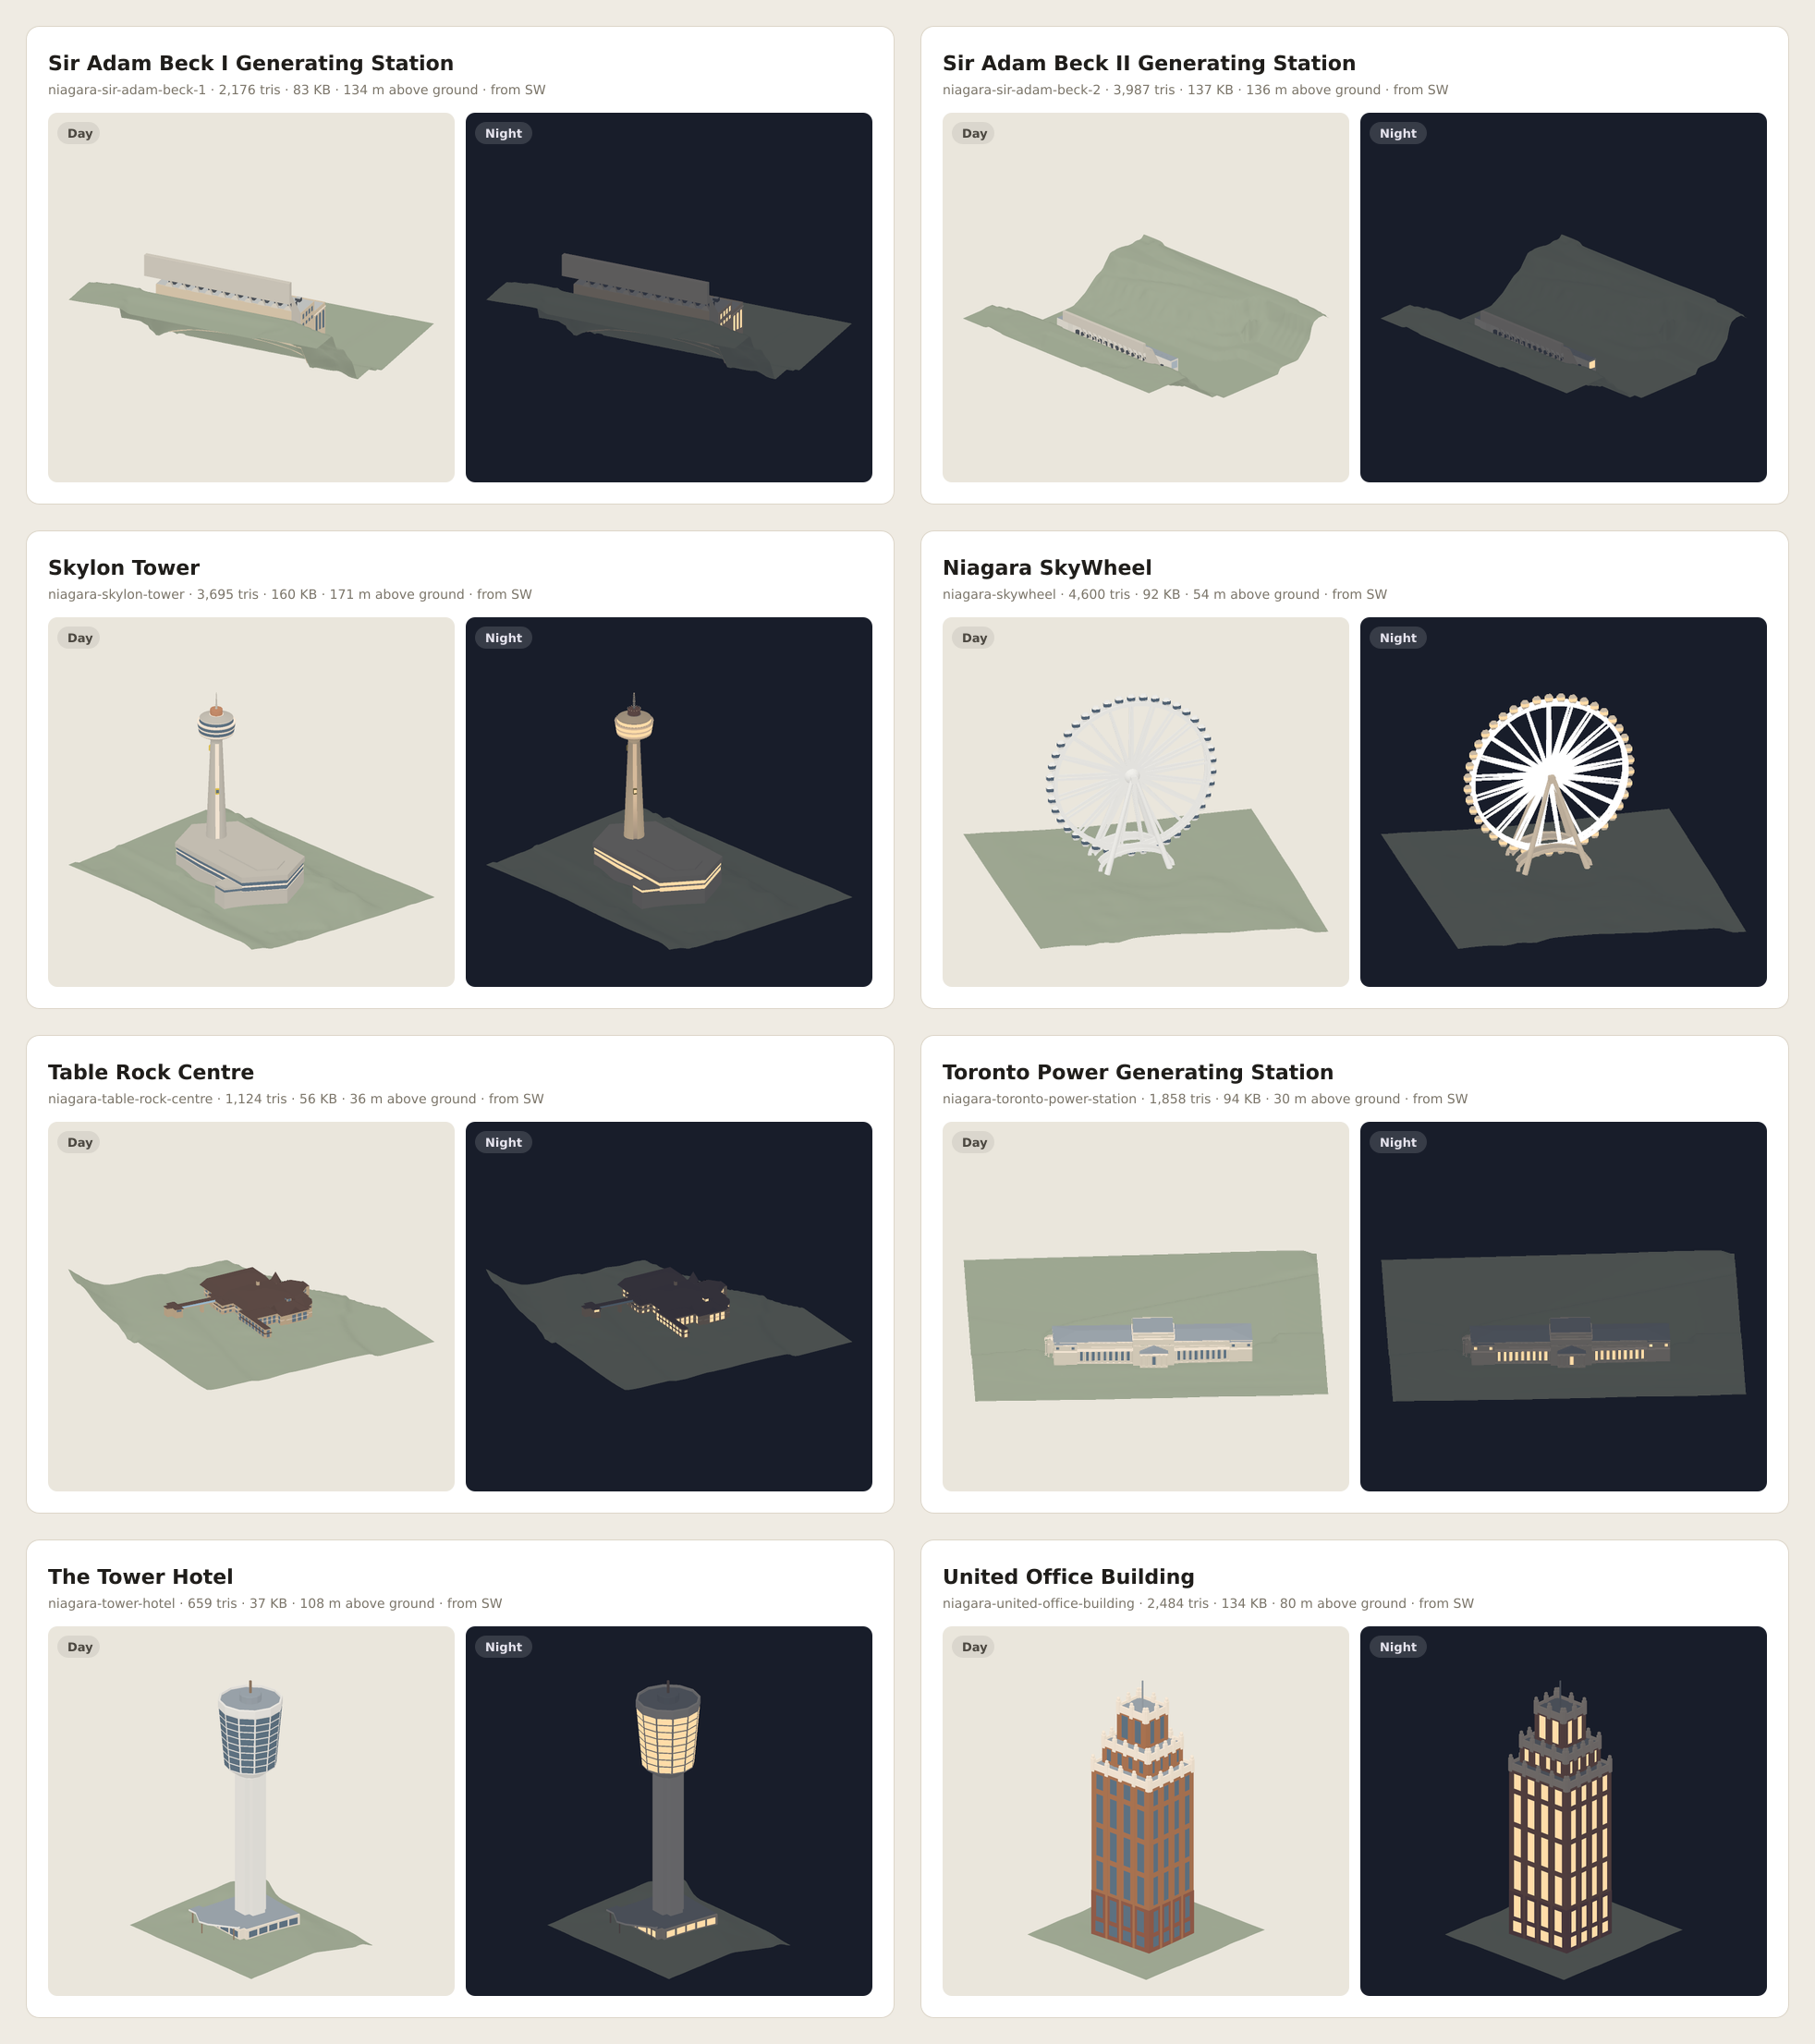 Sir Adam Beck I Generating Station
niagara-sir-adam-beck-1 · 2,176 tris · 83 KB · 134 m above ground · from SW
Day
Night
Sir Adam Beck II Generating Station
niagara-sir-adam-beck-2 · 3,987 tris · 137 KB · 136 m above ground · from SW
Day
Night
Skylon Tower
niagara-skylon-tower · 3,695 tris · 160 KB · 171 m above ground · from SW
Day
Night
Niagara SkyWheel
niagara-skywheel · 4,600 tris · 92 KB · 54 m above ground · from SW
Day
Night
Table Rock Centre
niagara-table-rock-centre · 1,124 tris · 56 KB · 36 m above ground · from SW
Day
Night
Toronto Power Generating Station
niagara-toronto-power-station · 1,858 tris · 94 KB · 30 m above ground · from SW
Day
Night
The Tower Hotel
niagara-tower-hotel · 659 tris · 37 KB · 108 m above ground · from SW
Day
Night
United Office Building
niagara-united-office-building · 2,484 tris · 134 KB · 80 m above ground · from SW
Day
Night